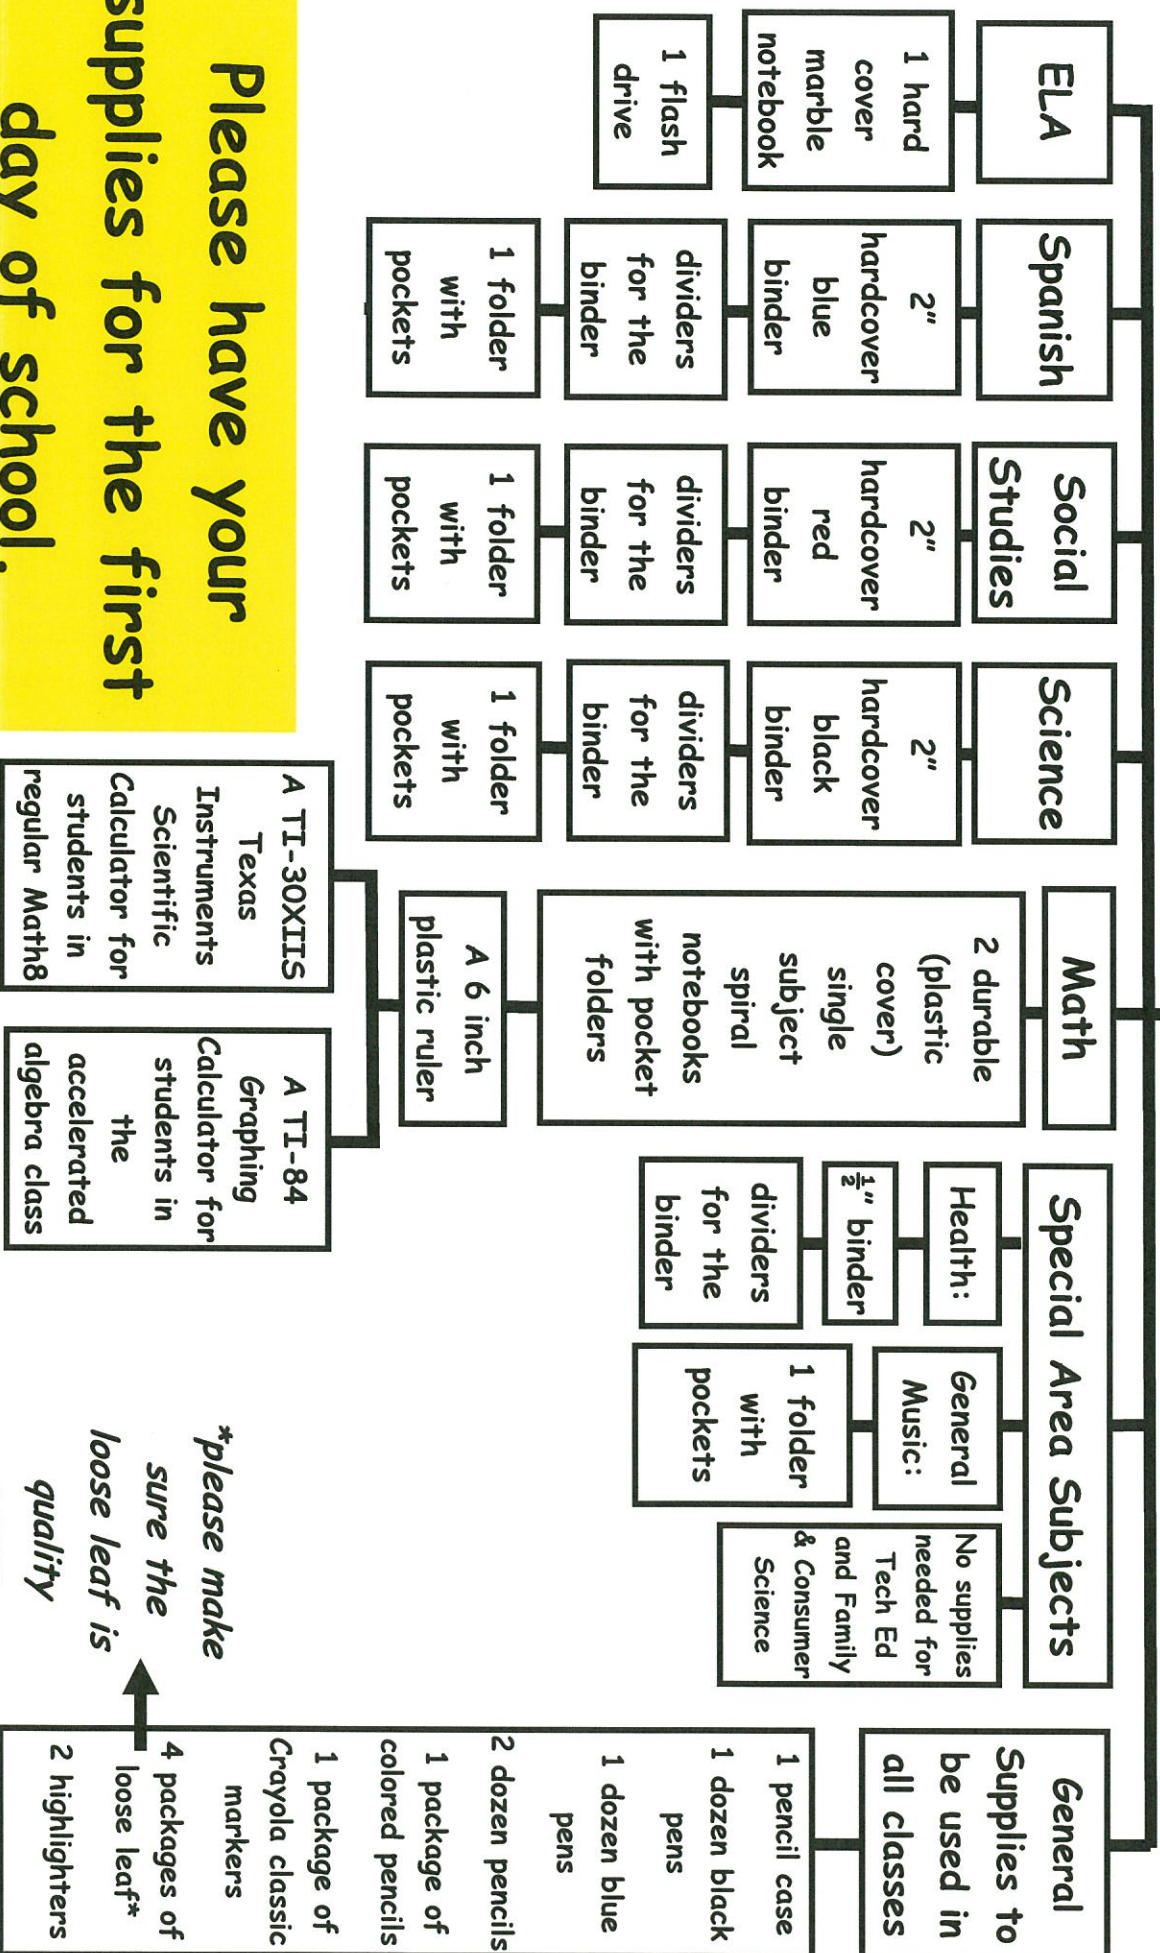 ELA
1 hard
cover
marble
notebook
1 flash
drive
Spanish
2"
hardcover
blue
binder
dividers
for the
binder
1 folder
with
pockets
Social
Studies
2"
hardcover
red
binder
dividers
for the
binder
1 folder
with
pockets
Science
2"
hardcover
black
binder
dividers
for the
binder
1 folder
with
pockets
Math
2 durable
(plastic
cover)
single
subject
spiral
notebooks
with pocket
folders
A 6 inch
plastic ruler
A TI-30XIIS
Texas
Instruments
Scientific
Calculator for
students in
regular Math8
A TI-84
Graphing
Calculator for
students in
the
accelerated
algebra class
Special Area Subjects
Health:
½" binder
dividers
for the
binder
General
Music:
1 folder
with
pockets
No supplies
needed for
Tech Ed
and Family
& Consumer
Science
General
Supplies to
be used in
all classes
1 pencil case
1 dozen black
pens
1 dozen blue
pens
2 dozen pencils
1 package of
colored pencils
1 package of
Crayola classic
markers
4 packages of
loose leaf*
2 highlighters
*please make
sure the
loose leaf is
quality
Please have your
supplies for the first
day of school.